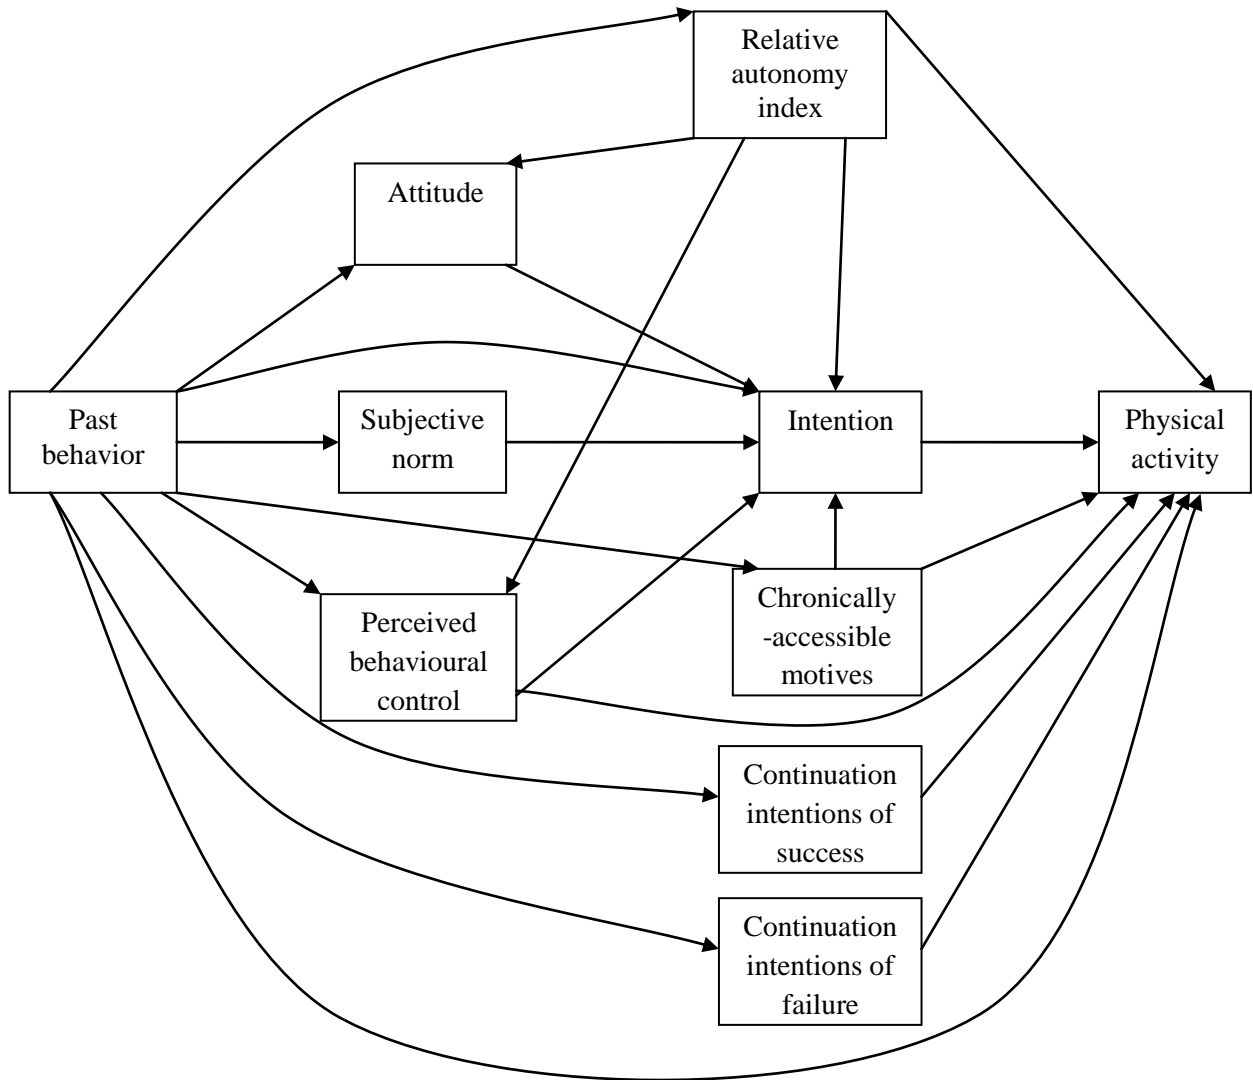 Relative
autonomy
index
Attitude
Past
behavior
Subjective
norm
Intention
Physical
activity
Perceived
behavioural
control
Chronically
-accessible
motives
Continuation
intentions of
success
Continuation
intentions of
failure